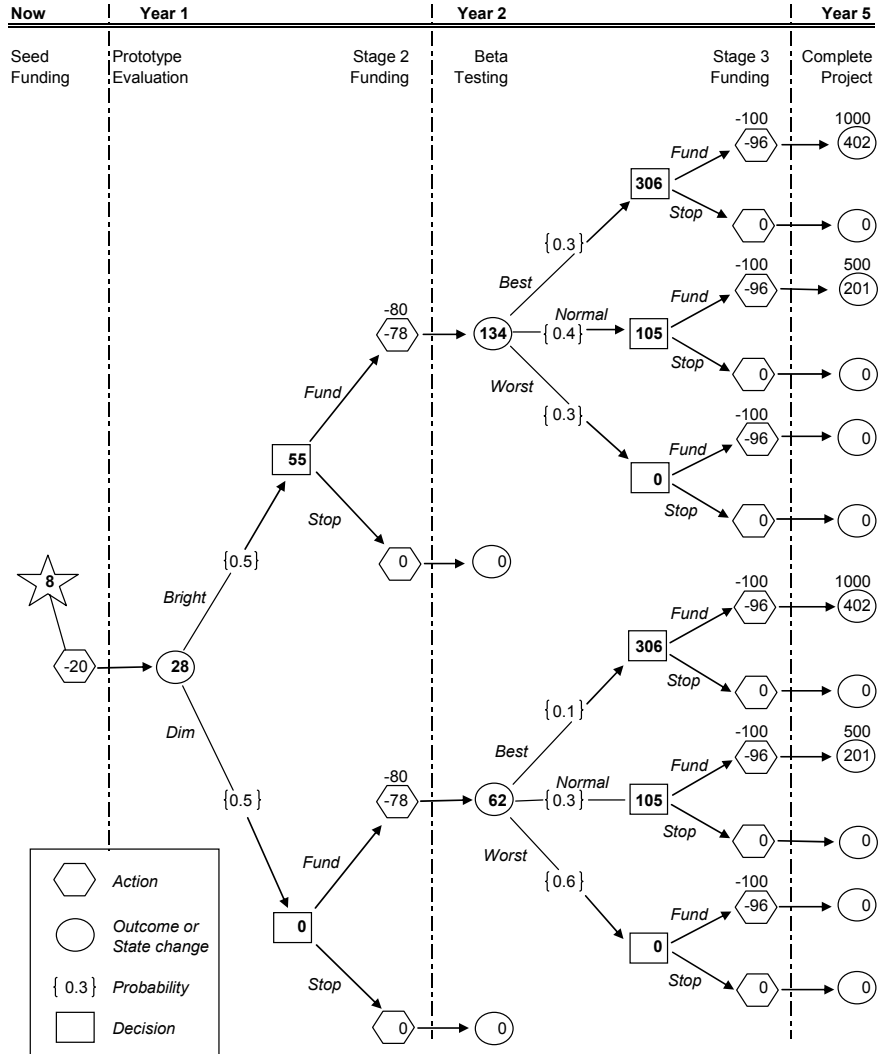 Now Year 1 Year 2 Year 5
Seed Prototype Stage 2 Beta Stage 3 Complete
Funding Evaluation Funding Testing Funding Project
-100 1000
Fund -96 402
306
Stop 0 0
{0.3}
Best
-100 500
Fund -96 201
-80
-78 134 Normal {0.4} 105
Stop 0 0
Worst
Fund
{0.3}
-100
Fund -96 0
55
0
Stop 0 0
Stop
{0.5} 0 0
8
Bright
-100 1000
Fund -96 402
306
-20 28
Stop 0 0
{0.1}
Dim
Best
-100 500
Fund -96 201
-80
{0.5} -78 62 Normal {0.3} 105
Stop 0 0
Worst
Fund
{0.6}
-100
Fund -96 0
0
0
Stop 0 0
Stop
0 0
Action
Outcome or
State change
{ 0.3 } Probability
Decision